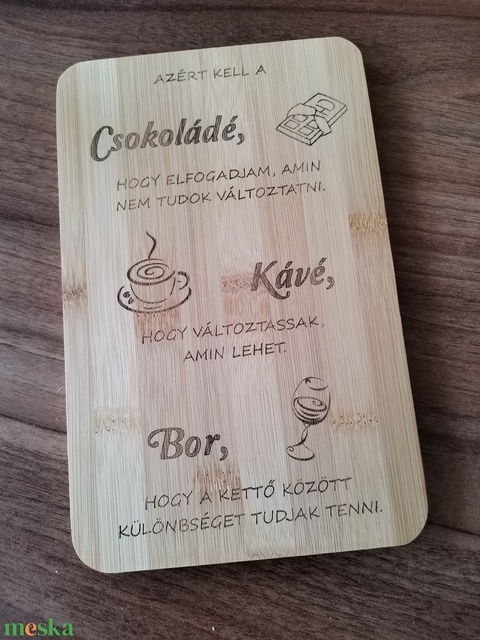 AZÉRT KELL A
Csokoládé,
HOGY ELFOGADJAM, AMIN
NEM TUDOK VÁLTOZTATNI.
Kávé,
HOGY VÁLTOZTASSAK,
AMIN LEHET.
Bor,
HOGY A KETTŐ KÖZÖTT
KÜLÖNBSÉGET TUDJAK TENNI.
meska